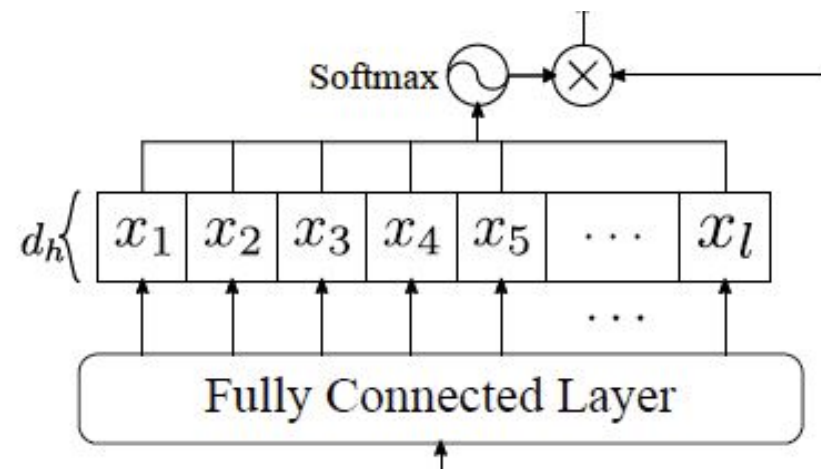 Softmax
d_h x_1 x_2 x_3 x_4 x_5 ... x_l
...
Fully Connected Layer